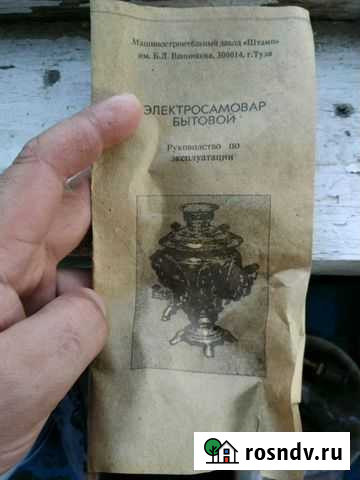 Машиностроительный завод «Штамп»
им. Б.Л. Ванникова, 300014, г.Тула
ЭЛЕКТРОСАМОВАР
БЫТОВОЙ
Руководство по
эксплуатации
rosndv.ru